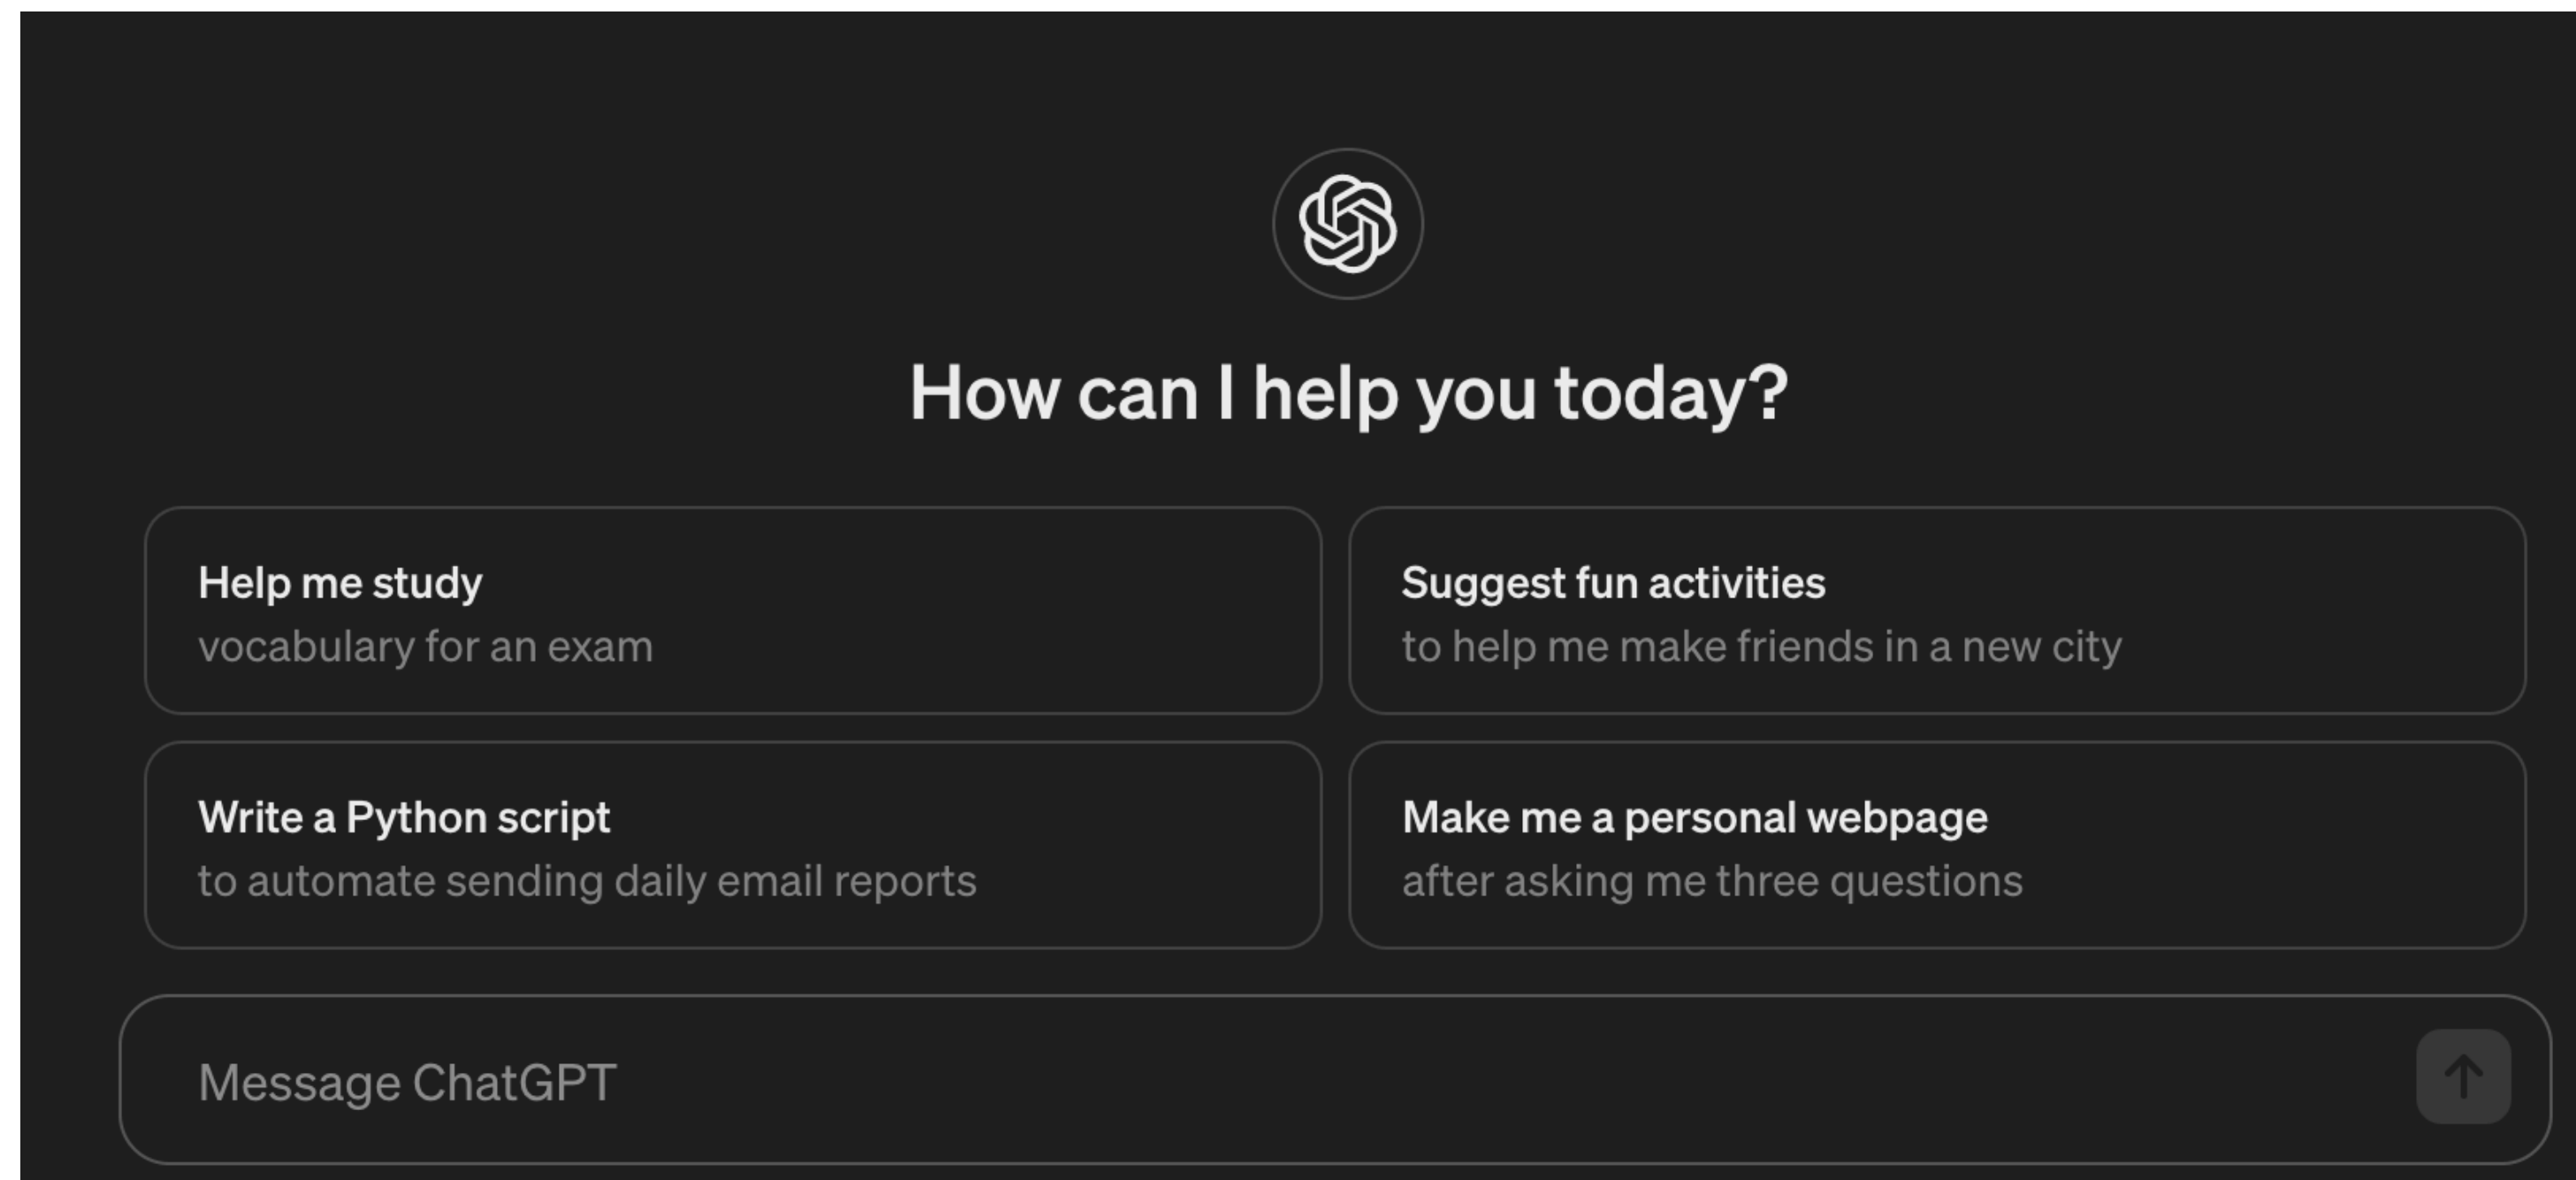 How can I help you today?
Help me study
vocabulary for an exam
Suggest fun activities
to help me make friends in a new city
Write a Python script
to automate sending daily email reports
Make me a personal webpage
after asking me three questions
Message ChatGPT